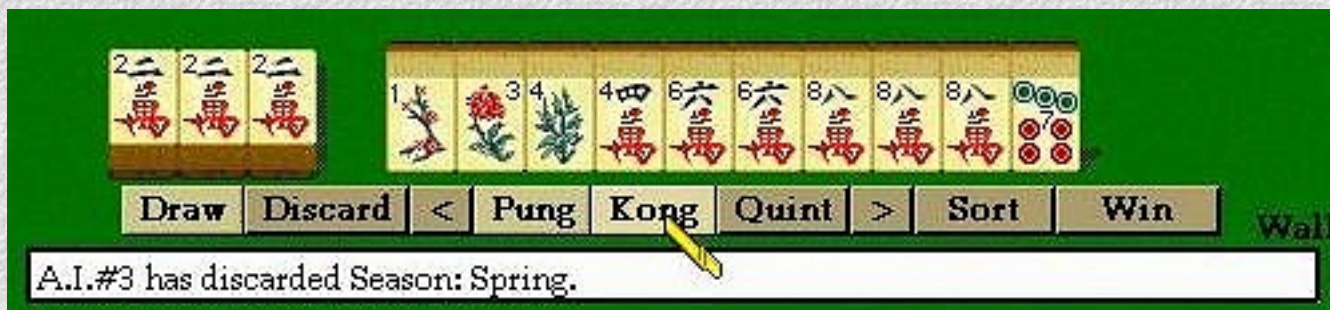 2二 2二 2二
萬 萬 萬
1 3 4 4四 6六 6六 8八 8八 8八 7
萬 萬 萬 萬 萬 萬
Draw Discard < Pung Kong Quint > Sort Win
Wall
A.I.#3 has discarded Season: Spring.